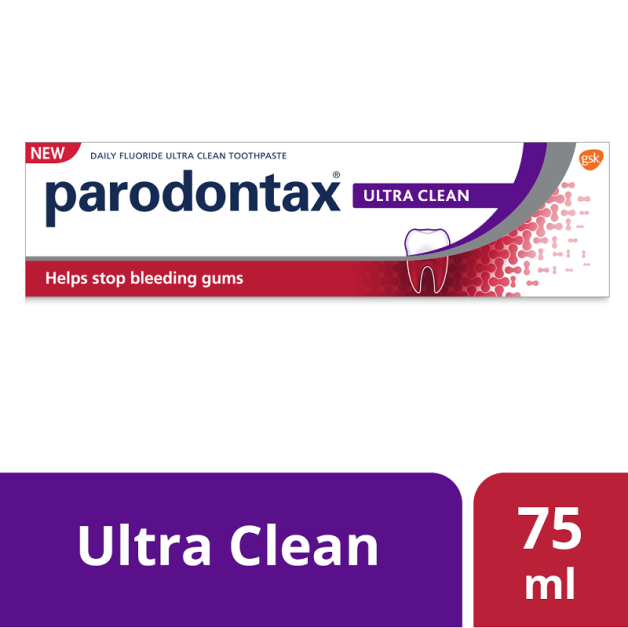 NEW
DAILY FLUORIDE ULTRA CLEAN TOOTHPASTE
gsk
parodontax®
ULTRA CLEAN
Helps stop bleeding gums
Ultra Clean
75
ml